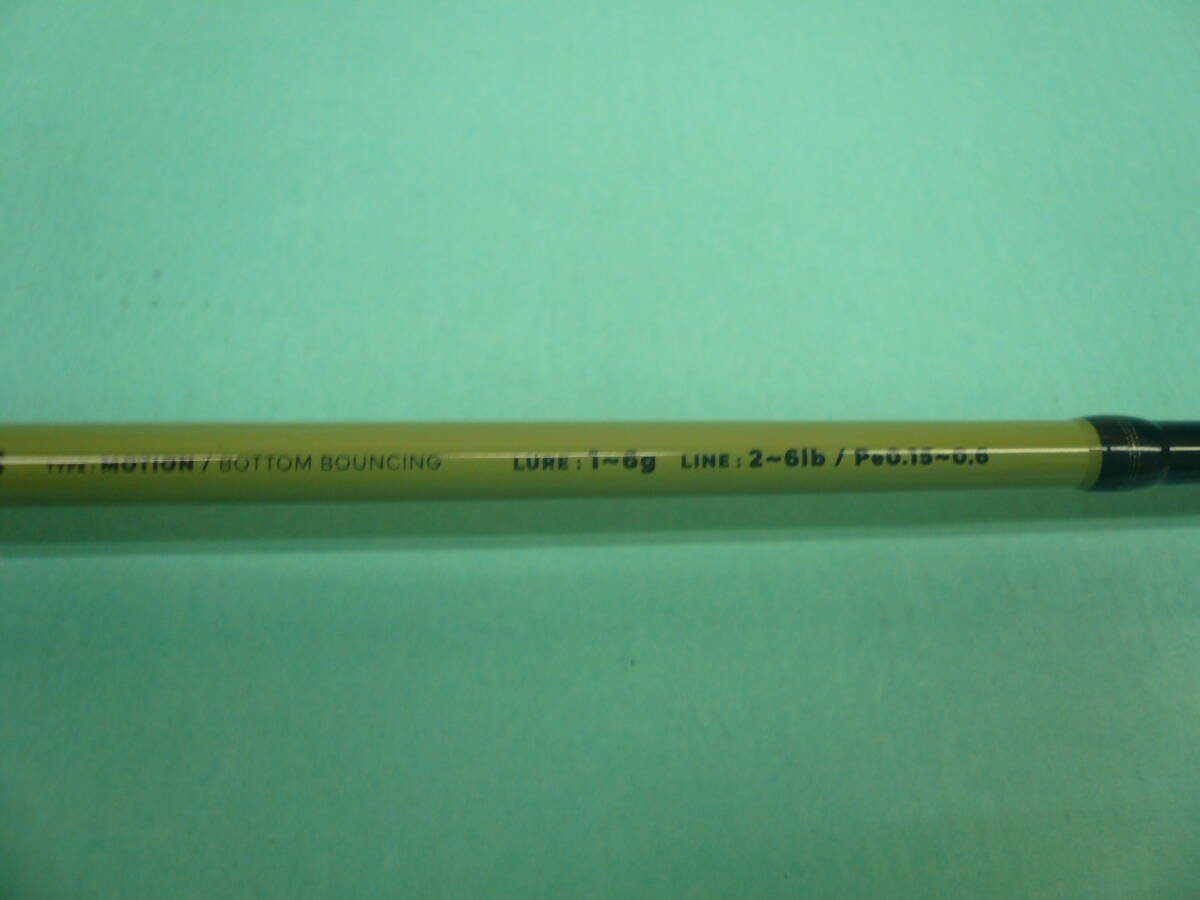 TYPE : MOTION / BOTTOM BOUNCING LURE : 1~6g LINE : 2~6lb / Pe0.15~0.6